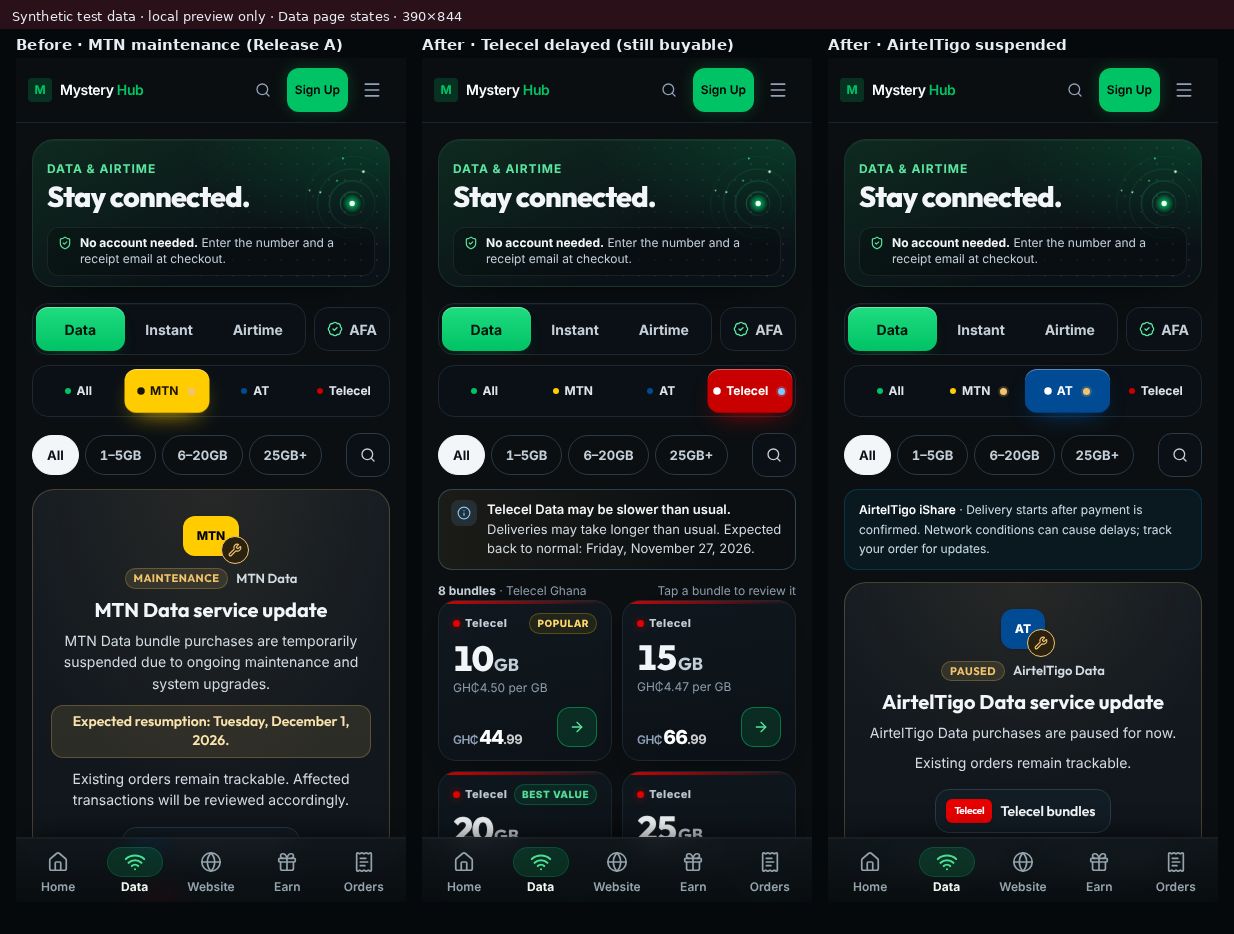 Synthetic test data · local preview only · Data page states · 390×844
Before · MTN maintenance (Release A)
M Mystery Hub
Sign Up
DATA & AIRTIME
Stay connected.
No account needed. Enter the number and a
receipt email at checkout.
Data Instant Airtime AFA
All MTN AT Telecel
All 1–5GB 6–20GB 25GB+
MTN
MAINTENANCE MTN Data
MTN Data service update
MTN Data bundle purchases are temporarily
suspended due to ongoing maintenance and
system upgrades.
Expected resumption: Tuesday, December 1,
2026.
Existing orders remain trackable. Affected
transactions will be reviewed accordingly.
Home Data Website Earn Orders
After · Telecel delayed (still buyable)
M Mystery Hub
Sign Up
DATA & AIRTIME
Stay connected.
No account needed. Enter the number and a
receipt email at checkout.
Data Instant Airtime AFA
All MTN AT Telecel
All 1–5GB 6–20GB 25GB+
Telecel Data may be slower than usual.
Deliveries may take longer than usual. Expected
back to normal: Friday, November 27, 2026.
8 bundles · Telecel Ghana Tap a bundle to review it
Telecel POPULAR
10GB
GH₵4.50 per GB
GH₵44.99
Telecel
15GB
GH₵4.47 per GB
GH₵66.99
Telecel BEST VALUE
20GB
Telecel
25GB
Home Data Website Earn Orders
After · AirtelTigo suspended
M Mystery Hub
Sign Up
DATA & AIRTIME
Stay connected.
No account needed. Enter the number and a
receipt email at checkout.
Data Instant Airtime AFA
All MTN AT Telecel
All 1–5GB 6–20GB 25GB+
AirtelTigo iShare · Delivery starts after payment is
confirmed. Network conditions can cause delays; track
your order for updates.
AT
PAUSED AirtelTigo Data
AirtelTigo Data service update
AirtelTigo Data purchases are paused for now.
Existing orders remain trackable.
Telecel Telecel bundles
Home Data Website Earn Orders